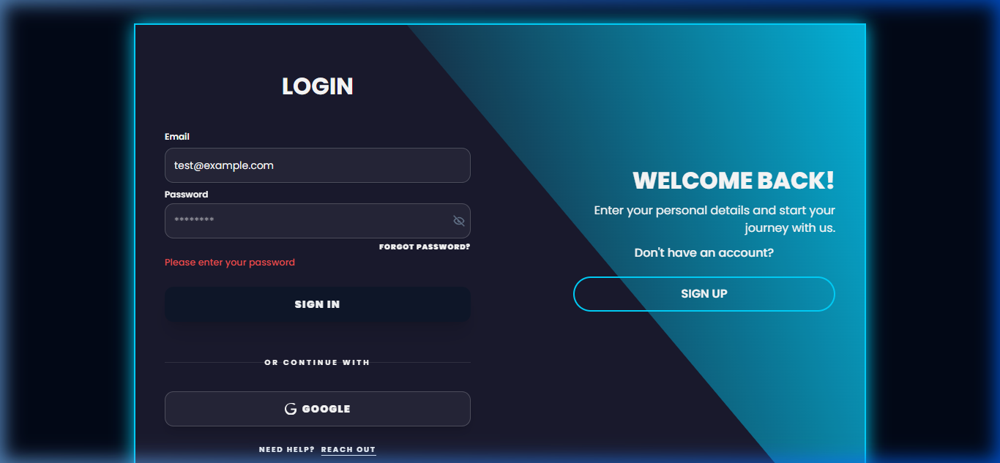 LOGIN
Email
test@example.com
Password
********
FORGOT PASSWORD?
Please enter your password
SIGN IN
OR CONTINUE WITH
GOOGLE
NEED HELP? REACH OUT
WELCOME BACK!
Enter your personal details and start your
journey with us.
Don't have an account?
SIGN UP